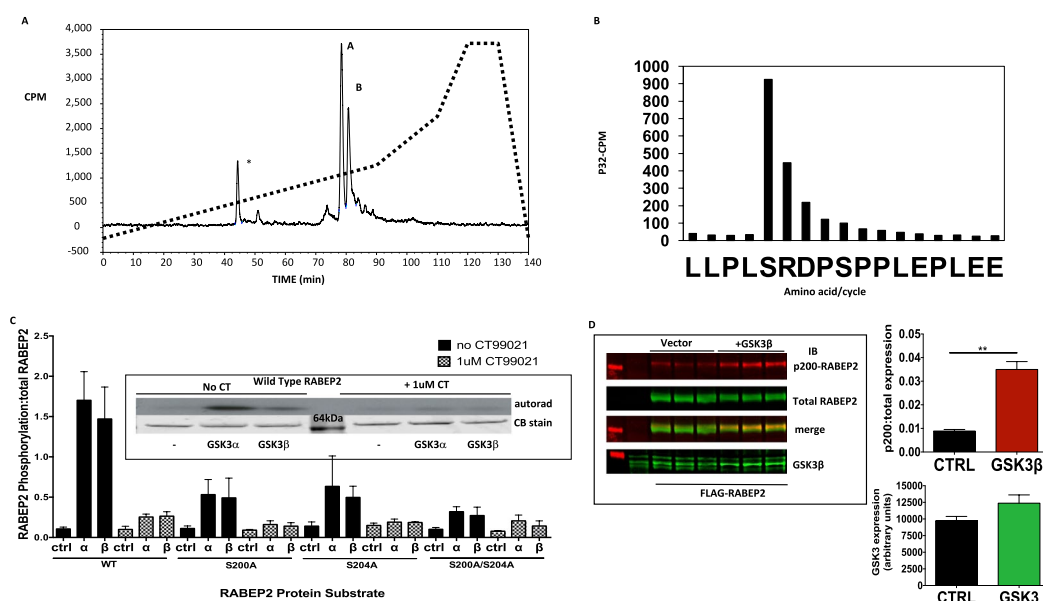 A
4,000
3,500
3,000
2,500
2,000
1,500
1,000
500
0
-500
CPM
A
B
*
0 10 20 30 40 50 60 70 80 90 100 110 120 130 140
TIME (min)
B
1000
900
800
700
600
500
400
300
200
100
0
P32-CPM
LLPLSRDPSPPLEPLEE
Amino acid/cycle
C
RABEP2 Phosphorylation:total RABEP2
2.5
2.0
1.5
1.0
0.5
0.0
no CT99021
1uM CT99021
Wild Type RABEP2
No CT
+ 1uM CT
autorad
64kDa
CB stain
- GSK3α GSK3β - GSK3α GSK3β
ctrl α β ctrl α β ctrl α β ctrl α β ctrl α β ctrl α β ctrl α β ctrl α β
WT S200A S204A S200A/S204A
RABEP2 Protein Substrate
D
Vector +GSK3β IB
p200-RABEP2
Total RABEP2
merge
GSK3β
FLAG-RABEP2
p200:total expression
0.05
0.04
0.03
0.02
0.01
0.00
**
CTRL GSK3β
GSK3 expression
(arbitrary units)
15000
12500
10000
7500
5000
2500
0
CTRL GSK3